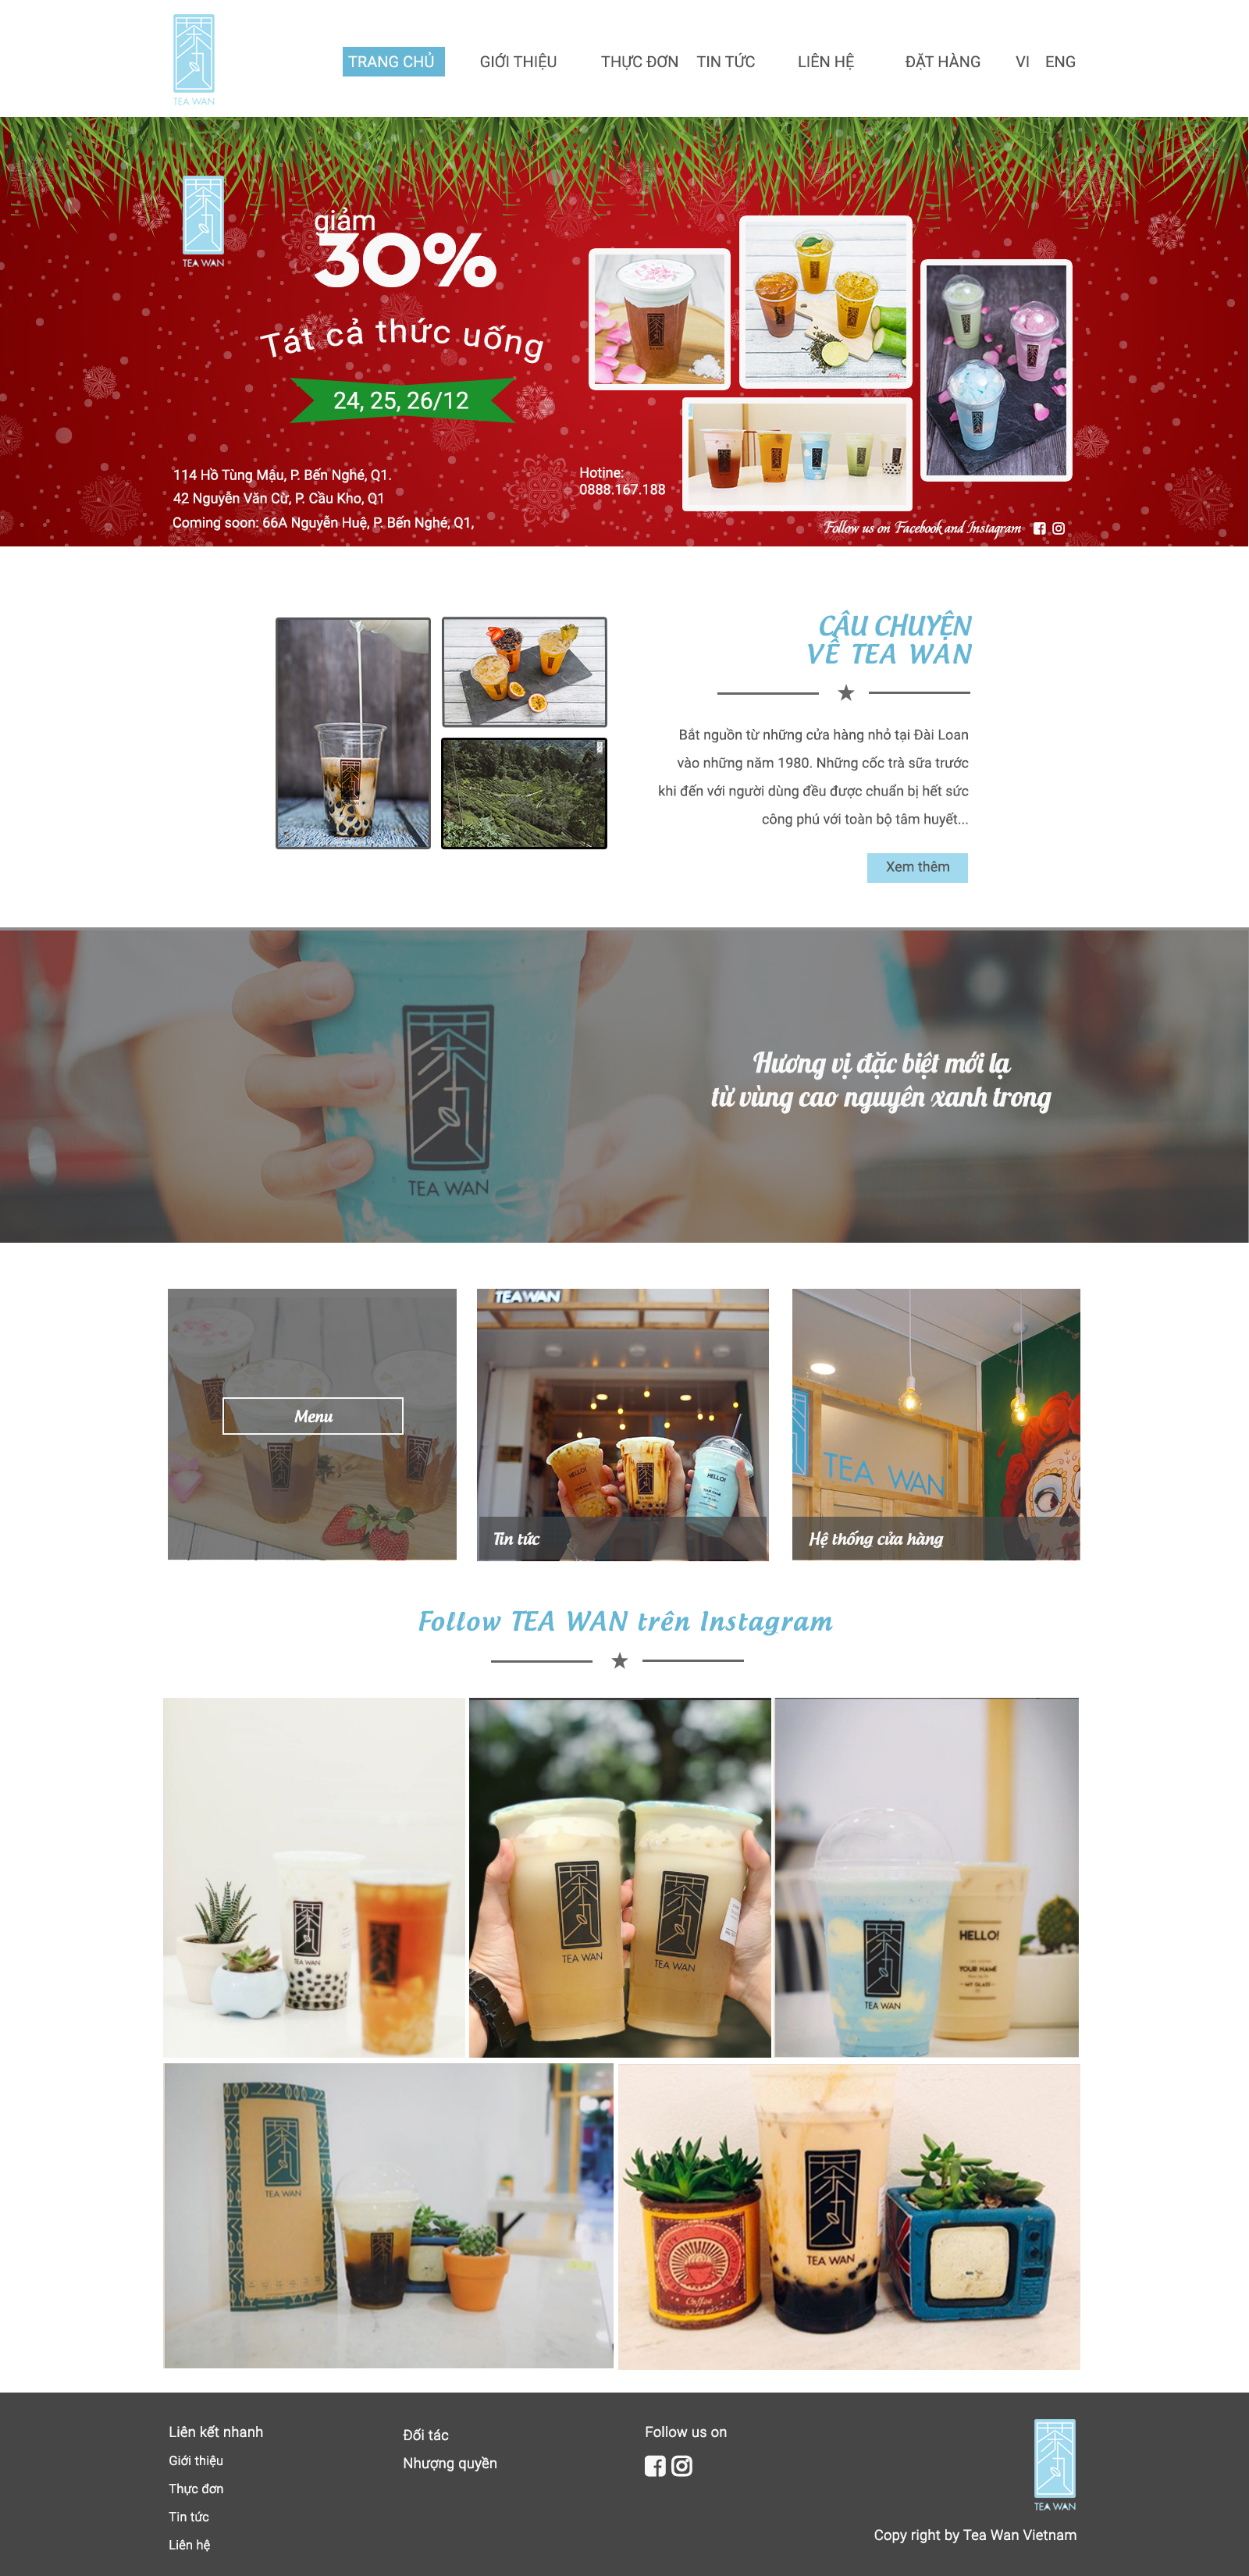 TEA WAN
TRANG CHỦ GIỚI THIỆU THỰC ĐƠN TIN TỨC LIÊN HỆ ĐẶT HÀNG VI ENG
TEA WAN
giảm
30%
Tát cả thức uống
24, 25, 26/12
114 Hồ Tùng Mậu, P. Bến Nghé, Q1.
42 Nguyễn Văn Cừ, P. Cầu Kho, Q1
Coming soon: 66A Nguyễn Huệ, P. Bến Nghé, Q1,
Hotine:
0888.167.188
Follow us on Facebook and Instagram
CÂU CHUYỆN
VỀ TEA WAN
Bắt nguồn từ những cửa hàng nhỏ tại Đài Loan
vào những năm 1980. Những cốc trà sữa trước
khi đến với người dùng đều được chuẩn bị hết sức
công phú với toàn bộ tâm huyết...
Xem thêm
TEA WAN
Hương vị đặc biệt mới lạ
từ vùng cao nguyên xanh trong
Menu
TEAWAN
HELLO!
TEA WAN
HELLO!
Tin tức
TEA WAN
Hệ thống cửa hàng
Follow TEA WAN trên Instagram
TEA WAN
TEA WAN
TEA WAN
TEA WAN
HELLO!
YOUR NAME
MY GLASS
TEA WAN
TEA WAN
Coffee
Liên kết nhanh
Giới thiệu
Thực đơn
Tin tức
Liên hệ
Đối tác
Nhượng quyền
Follow us on
TEA WAN
Copy right by Tea Wan Vietnam